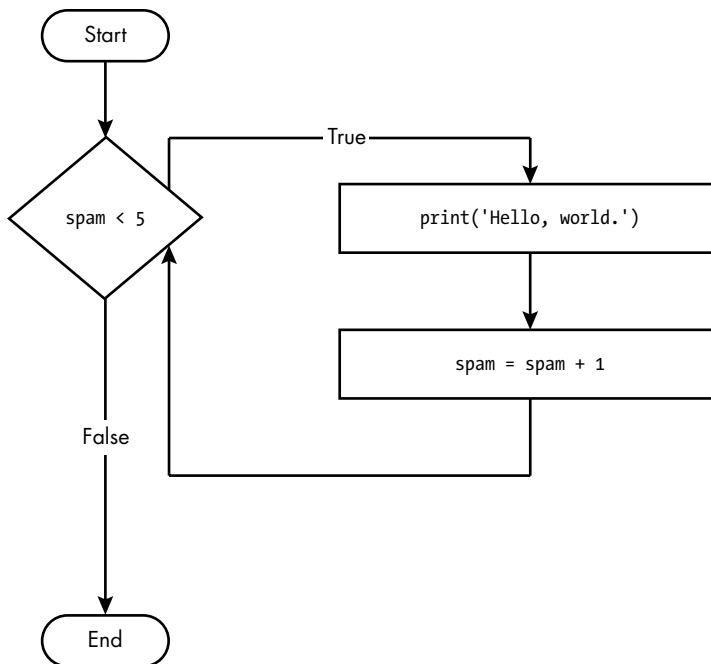 Start
True
spam < 5
print('Hello, world.')
spam = spam + 1
False
End